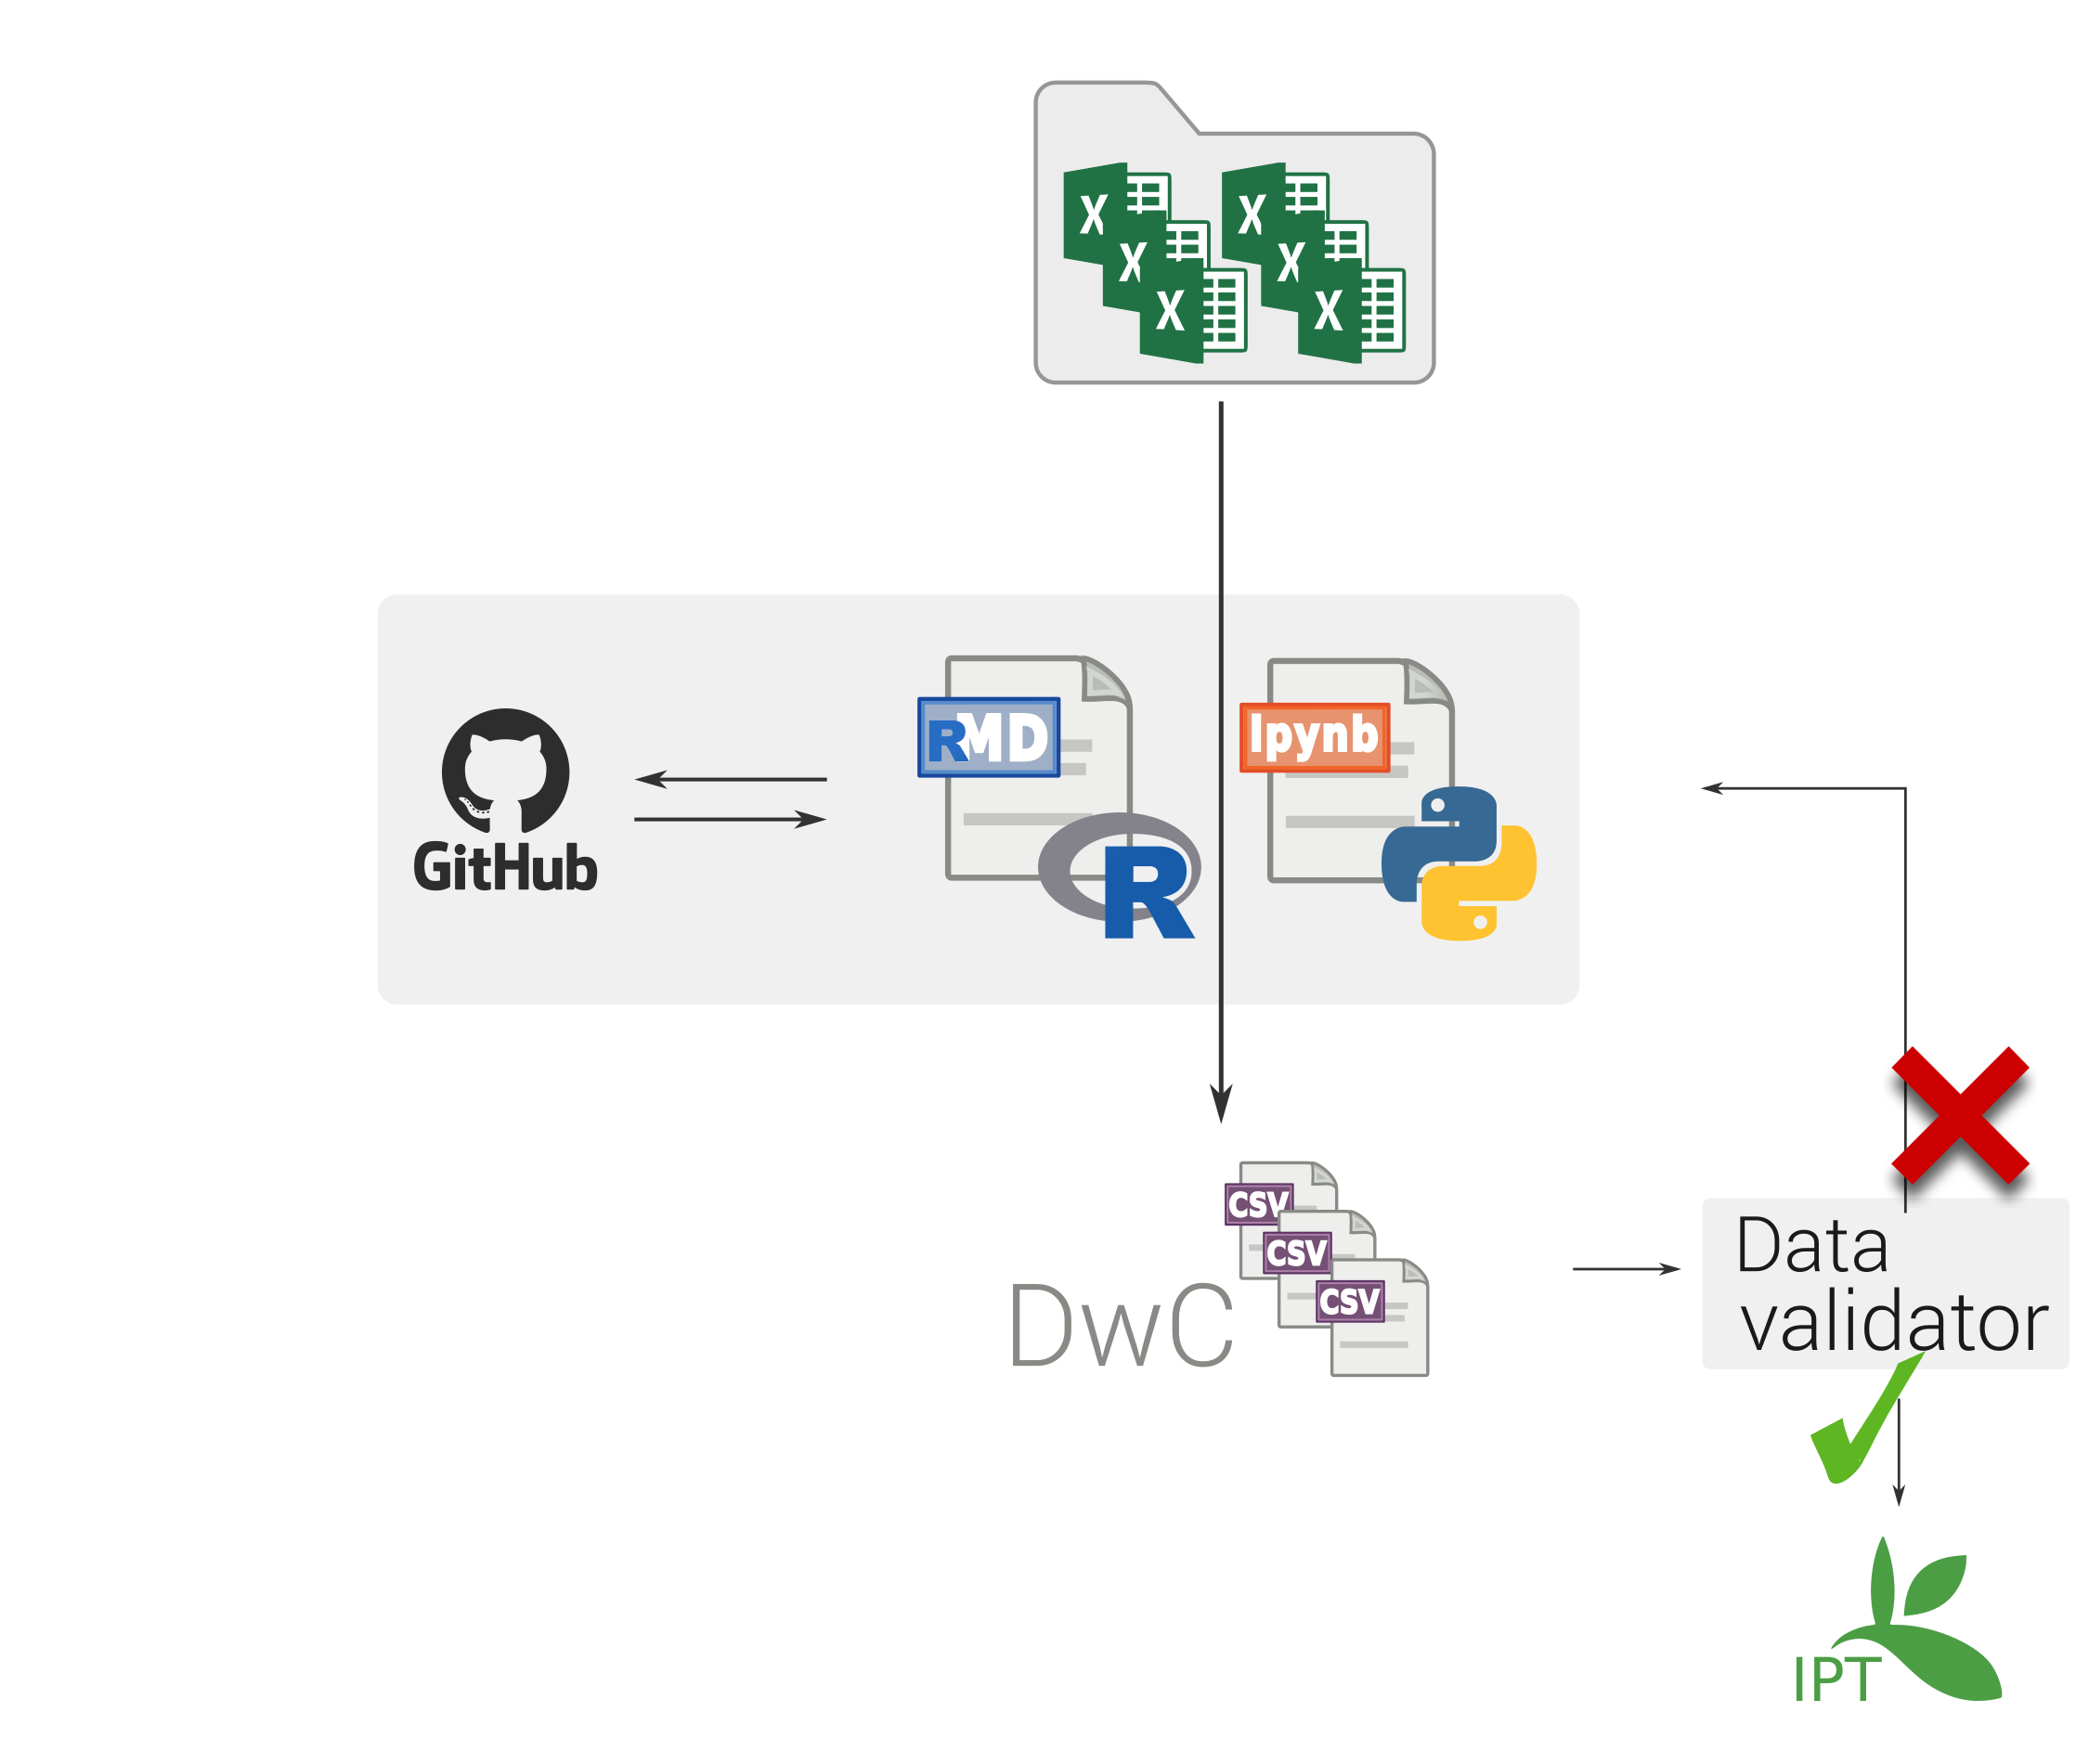 X
X
X
X
X
X
RMD
Ipynb
GitHub
R
CSV
CSV
CSV
DwC
Data
validator
IPT